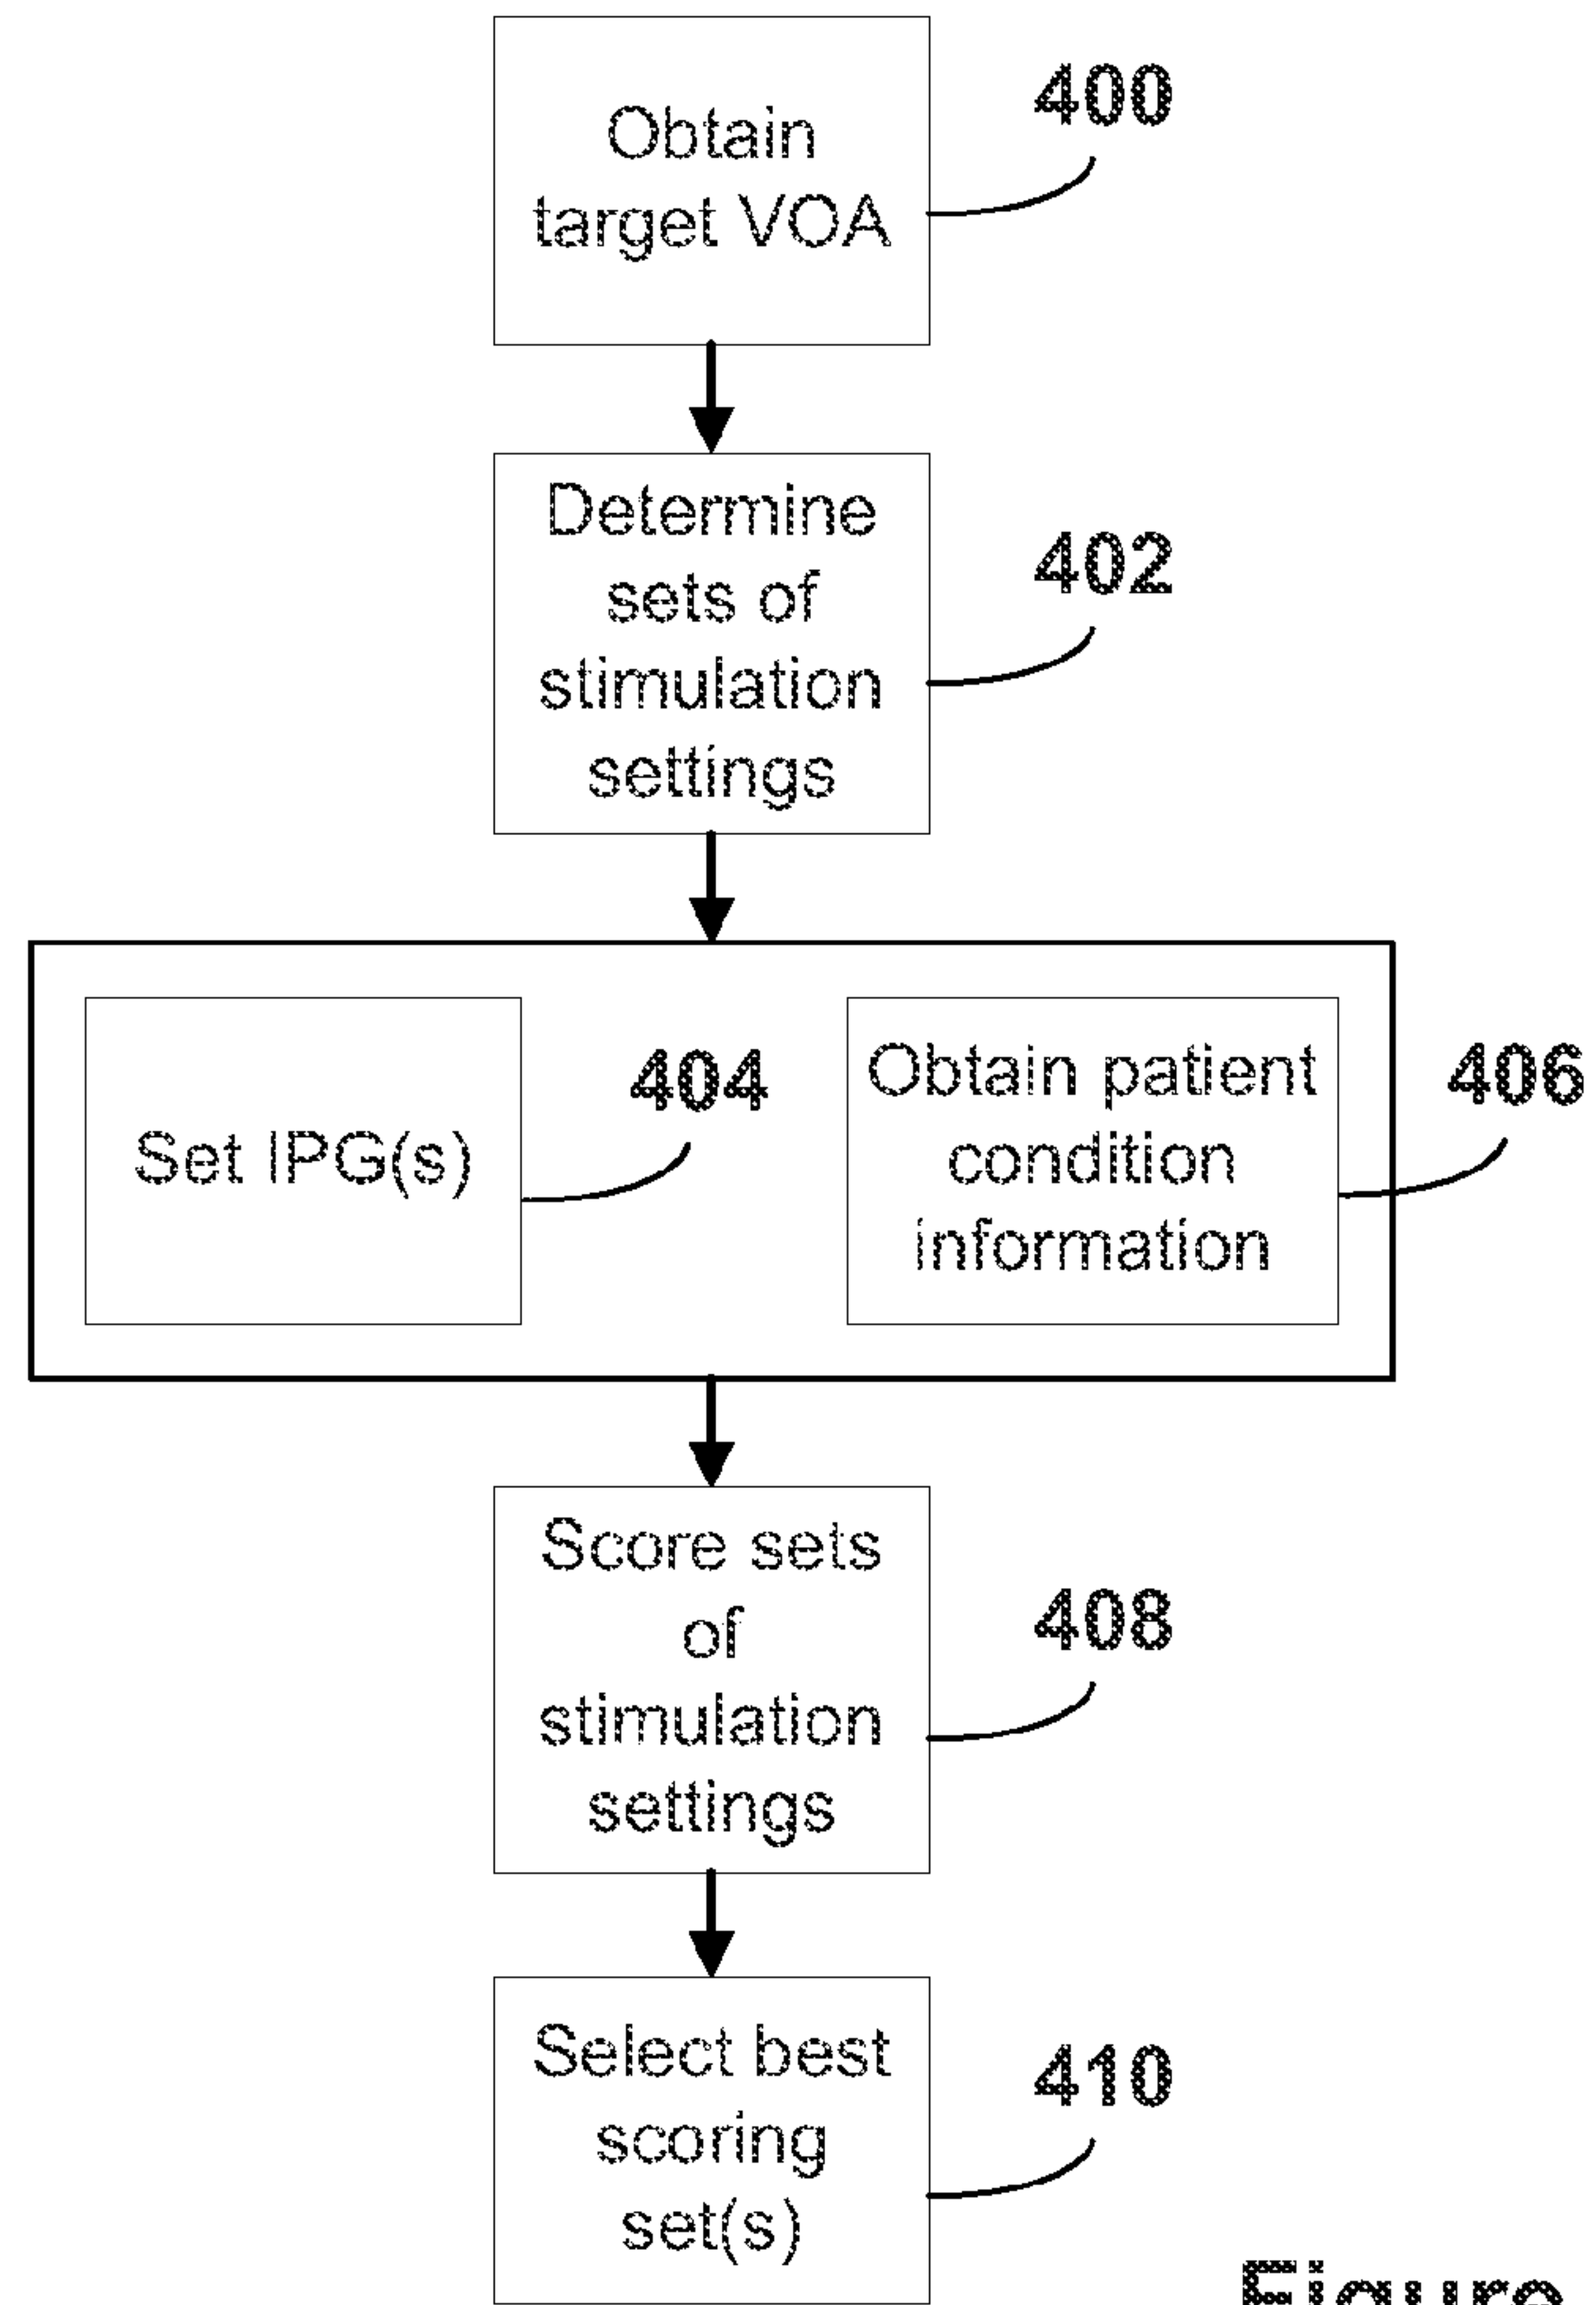 Obtain
target VOA
400
Determine
sets of
stimulation
settings
402
Set IPG(s)
404
Obtain patient
condition
information
406
Score sets
of
stimulation
settings
408
Select best
scoring
set(s)
410
Figure